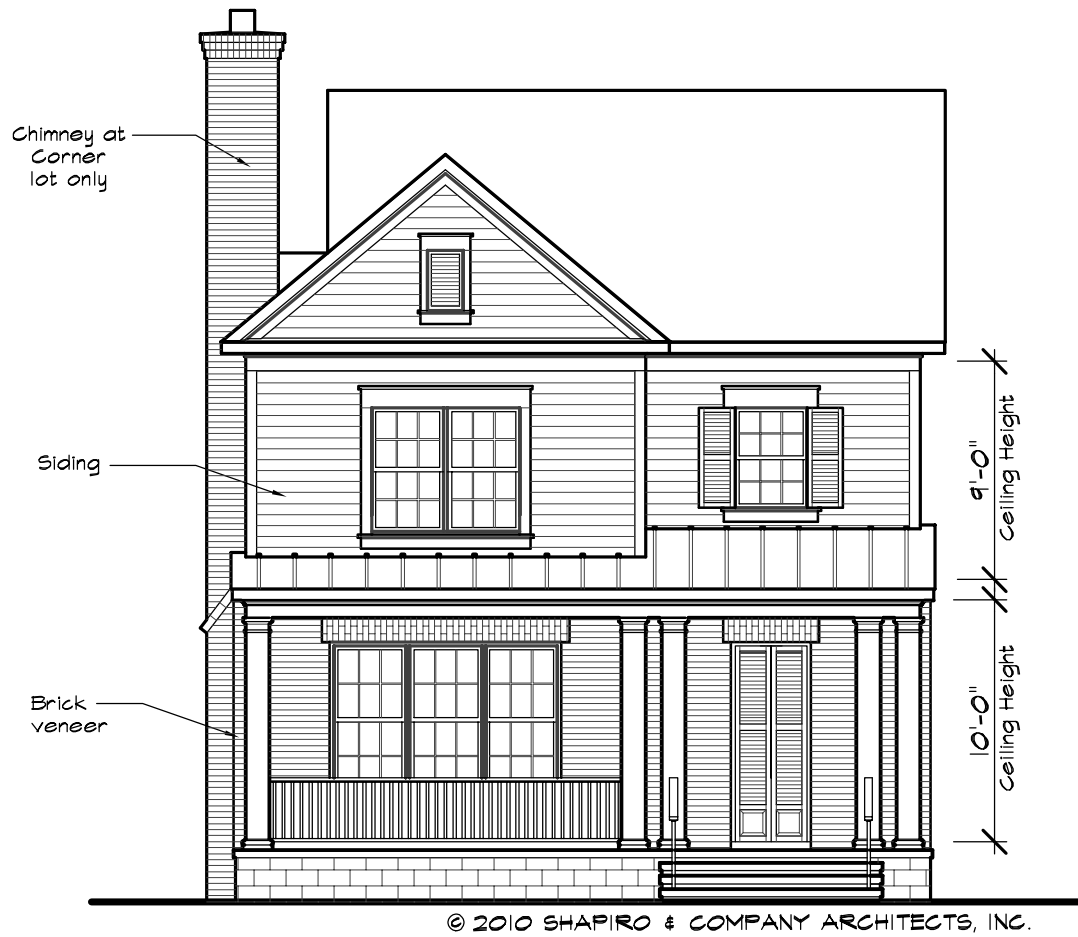 Chimney at
Corner
lot only
Siding
9'-0"
Ceiling Height
Brick
veneer
10'-0"
Ceiling Height
© 2010 SHAPIRO & COMPANY ARCHITECTS, INC.